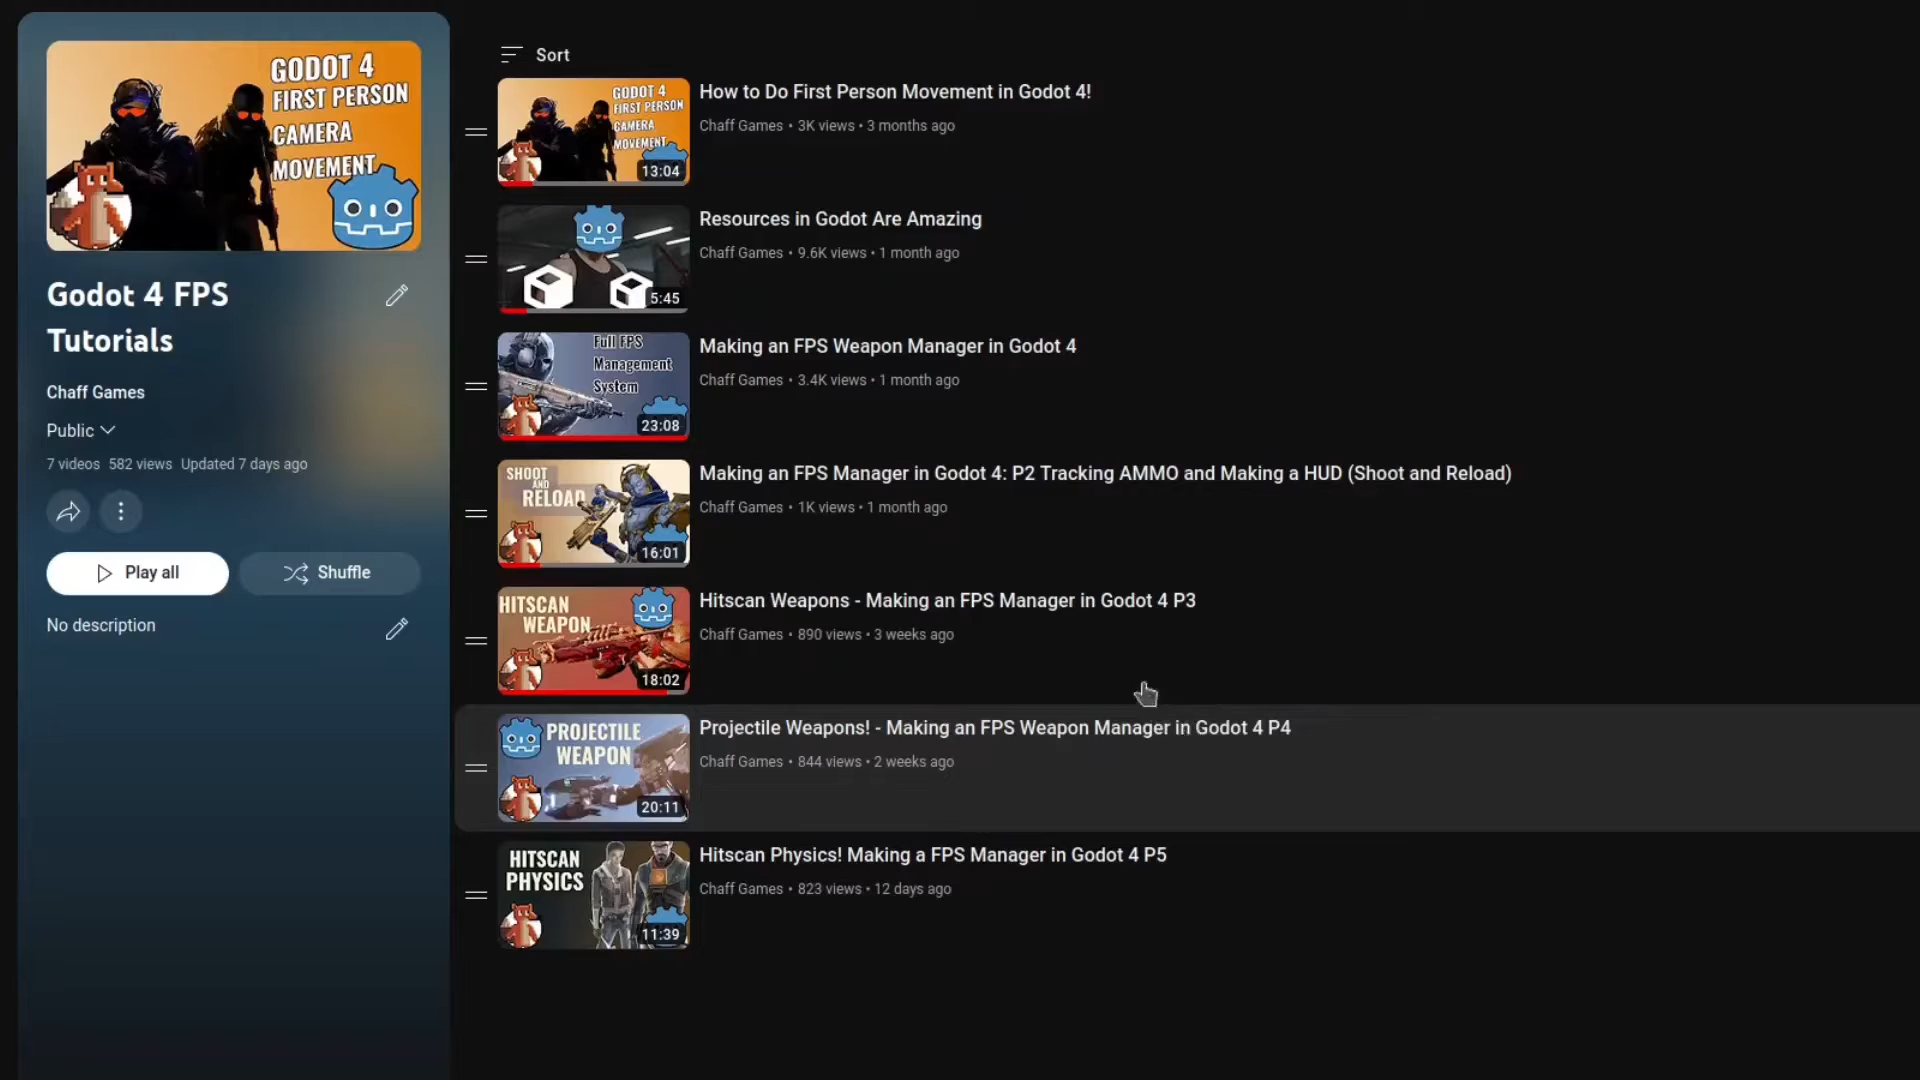 GODOT 4
FIRST PERSON
CAMERA
MOVEMENT
Godot 4 FPS
Tutorials
Chaff Games
Public
7 videos 582 views Updated 7 days ago
Play all
Shuffle
No description
Sort
GODOT 4
FIRST PERSON
CAMERA
MOVEMENT
13:04
How to Do First Person Movement in Godot 4!
Chaff Games • 3K views • 3 months ago
5:45
Resources in Godot Are Amazing
Chaff Games • 9.6K views • 1 month ago
Full FPS
Management
System
23:08
Making an FPS Weapon Manager in Godot 4
Chaff Games • 3.4K views • 1 month ago
SHOOT
AND
RELOAD
16:01
Making an FPS Manager in Godot 4: P2 Tracking AMMO and Making a HUD (Shoot and Reload)
Chaff Games • 1K views • 1 month ago
HITSCAN
WEAPON
18:02
Hitscan Weapons - Making an FPS Manager in Godot 4 P3
Chaff Games • 890 views • 3 weeks ago
PROJECTILE
WEAPON
20:11
Projectile Weapons! - Making an FPS Weapon Manager in Godot 4 P4
Chaff Games • 844 views • 2 weeks ago
HITSCAN
PHYSICS
11:39
Hitscan Physics! Making a FPS Manager in Godot 4 P5
Chaff Games • 823 views • 12 days ago